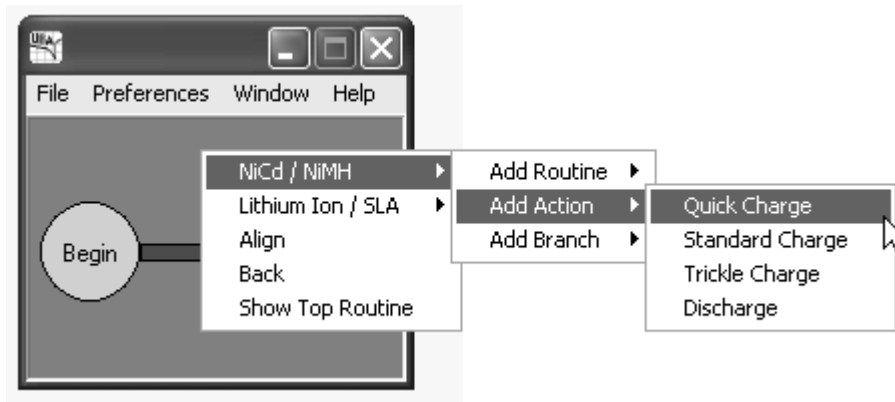 UBA
File Preferences Window Help
NiCd / NiMH
Lithium Ion / SLA
Align
Back
Show Top Routine
Add Routine
Add Action
Add Branch
Quick Charge
Standard Charge
Trickle Charge
Discharge
Begin